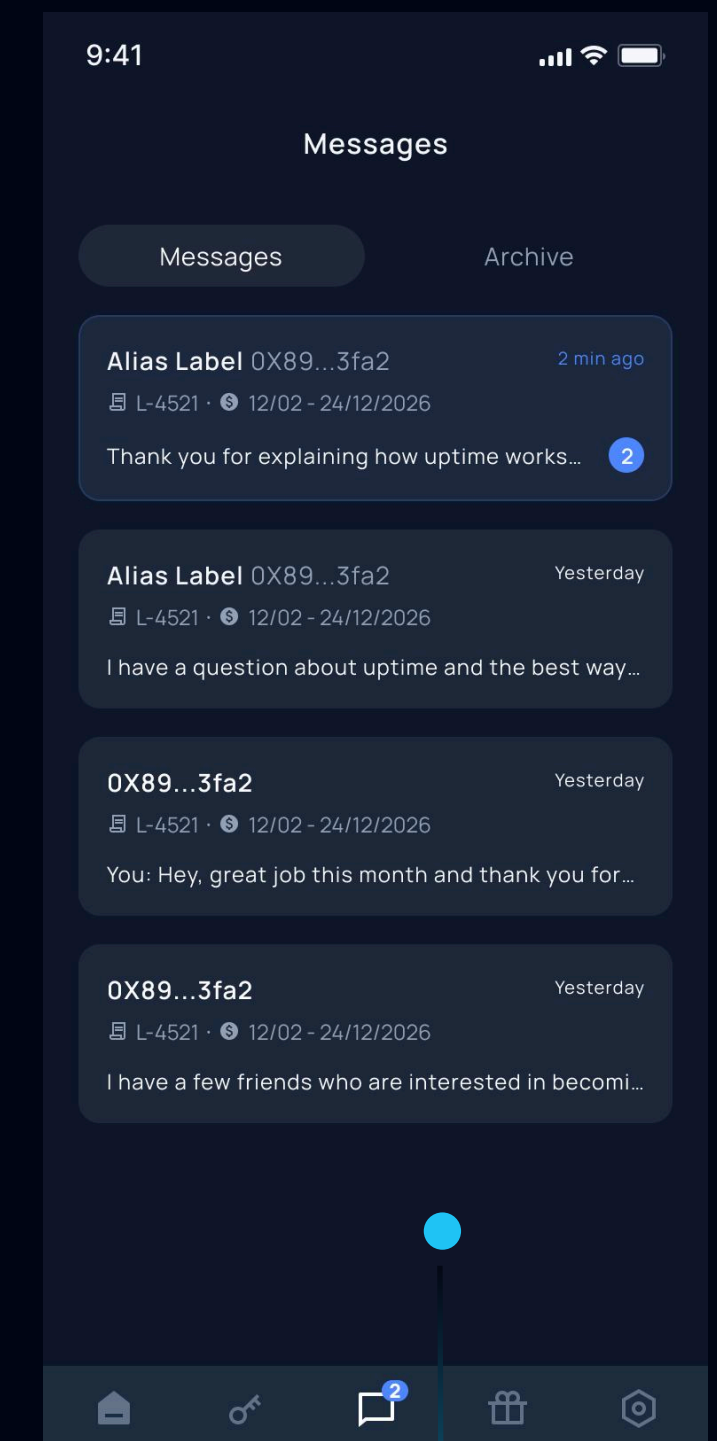 9:41
Messages
Messages
Archive
Alias Label 0X89...3fa2
2 min ago
L-4521 · $ 12/02 - 24/12/2026
Thank you for explaining how uptime works...
2
Alias Label 0X89...3fa2
Yesterday
L-4521 · $ 12/02 - 24/12/2026
I have a question about uptime and the best way...
0X89...3fa2
Yesterday
L-4521 · $ 12/02 - 24/12/2026
You: Hey, great job this month and thank you for...
0X89...3fa2
Yesterday
L-4521 · $ 12/02 - 24/12/2026
I have a few friends who are interested in becomi...
2